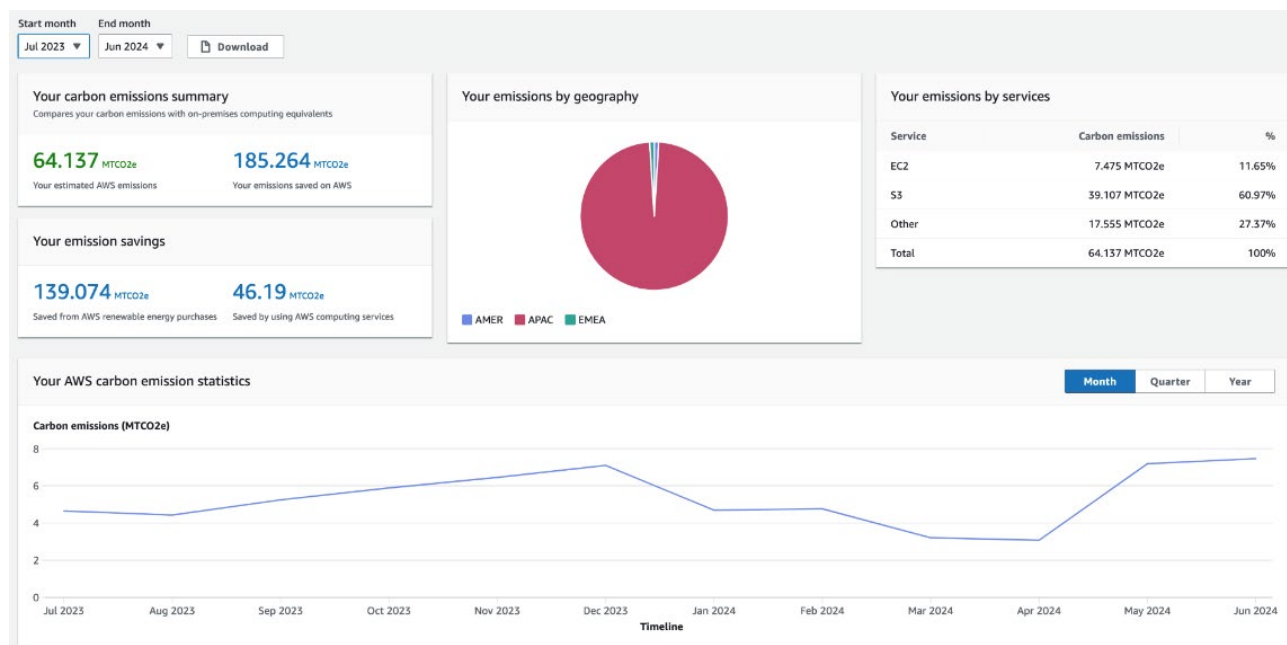 Start month End month
Jul 2023 Jun 2024 Download
Your carbon emissions summary
Compares your carbon emissions with on-premises computing equivalents
64.137 MTCO2e 185.264 MTCO2e
Your estimated AWS emissions Your emissions saved on AWS
Your emission savings
139.074 MTCO2e 46.19 MTCO2e
Saved from AWS renewable energy purchases Saved by using AWS computing services
Your emissions by geography
AMER APAC EMEA
Your emissions by services
Service Carbon emissions %
EC2 7.475 MTCO2e 11.65%
S3 39.107 MTCO2e 60.97%
Other 17.555 MTCO2e 27.37%
Total 64.137 MTCO2e 100%
Your AWS carbon emission statistics Month Quarter Year
Carbon emissions (MTCO2e)
8
6
4
2
0
Jul 2023 Aug 2023 Sep 2023 Oct 2023 Nov 2023 Dec 2023 Jan 2024 Feb 2024 Mar 2024 Apr 2024 May 2024 Jun 2024
Timeline